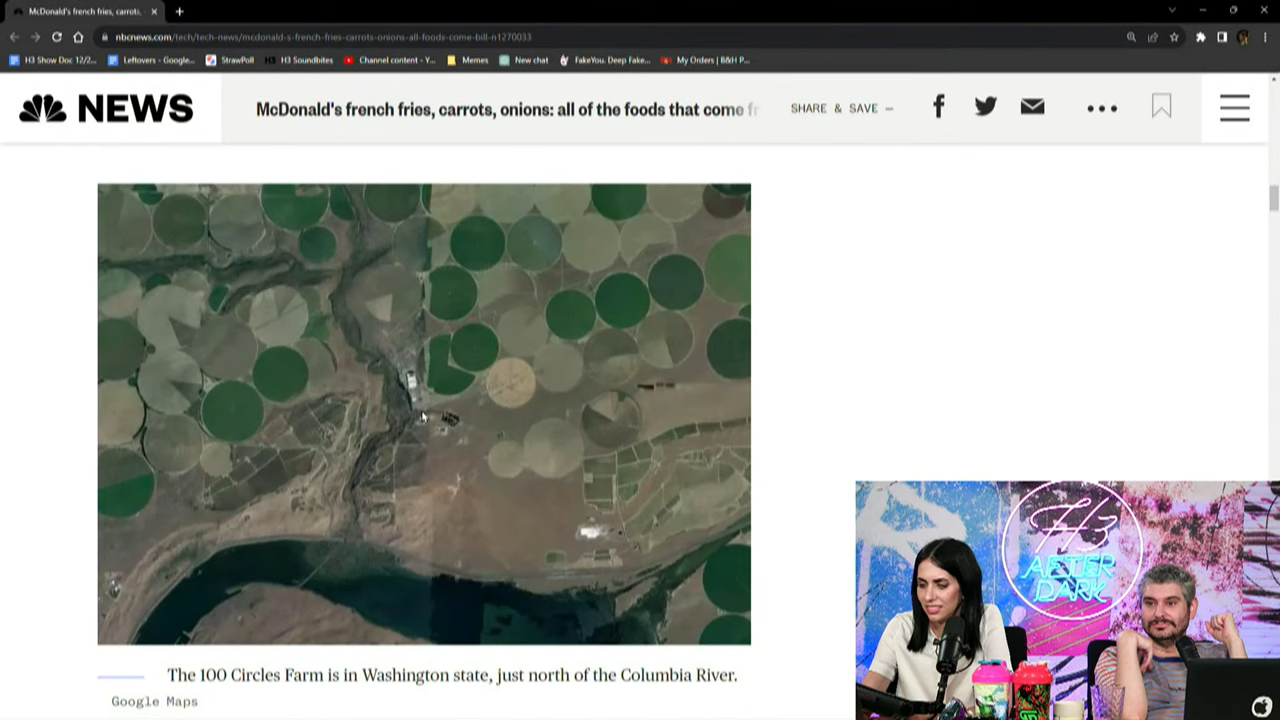 McDonald's french fries, carrots,
nbcnews.com/tech/tech-news/mcdonald-s-french-fries-carrots-onions-all-foods-come-bill-n1270033
H3 Show Doc 12/2...
Leftovers - Google...
StrawPoll
H3 Soundbites
Channel content - Y...
Memes
New chat
FakeYou. Deep Fake...
My Orders | B&H P...
NEWS
McDonald's french fries, carrots, onions: all of the foods that come fr
SHARE & SAVE —
H3
AFTER
DARK
The 100 Circles Farm is in Washington state, just north of the Columbia River.
Google Maps